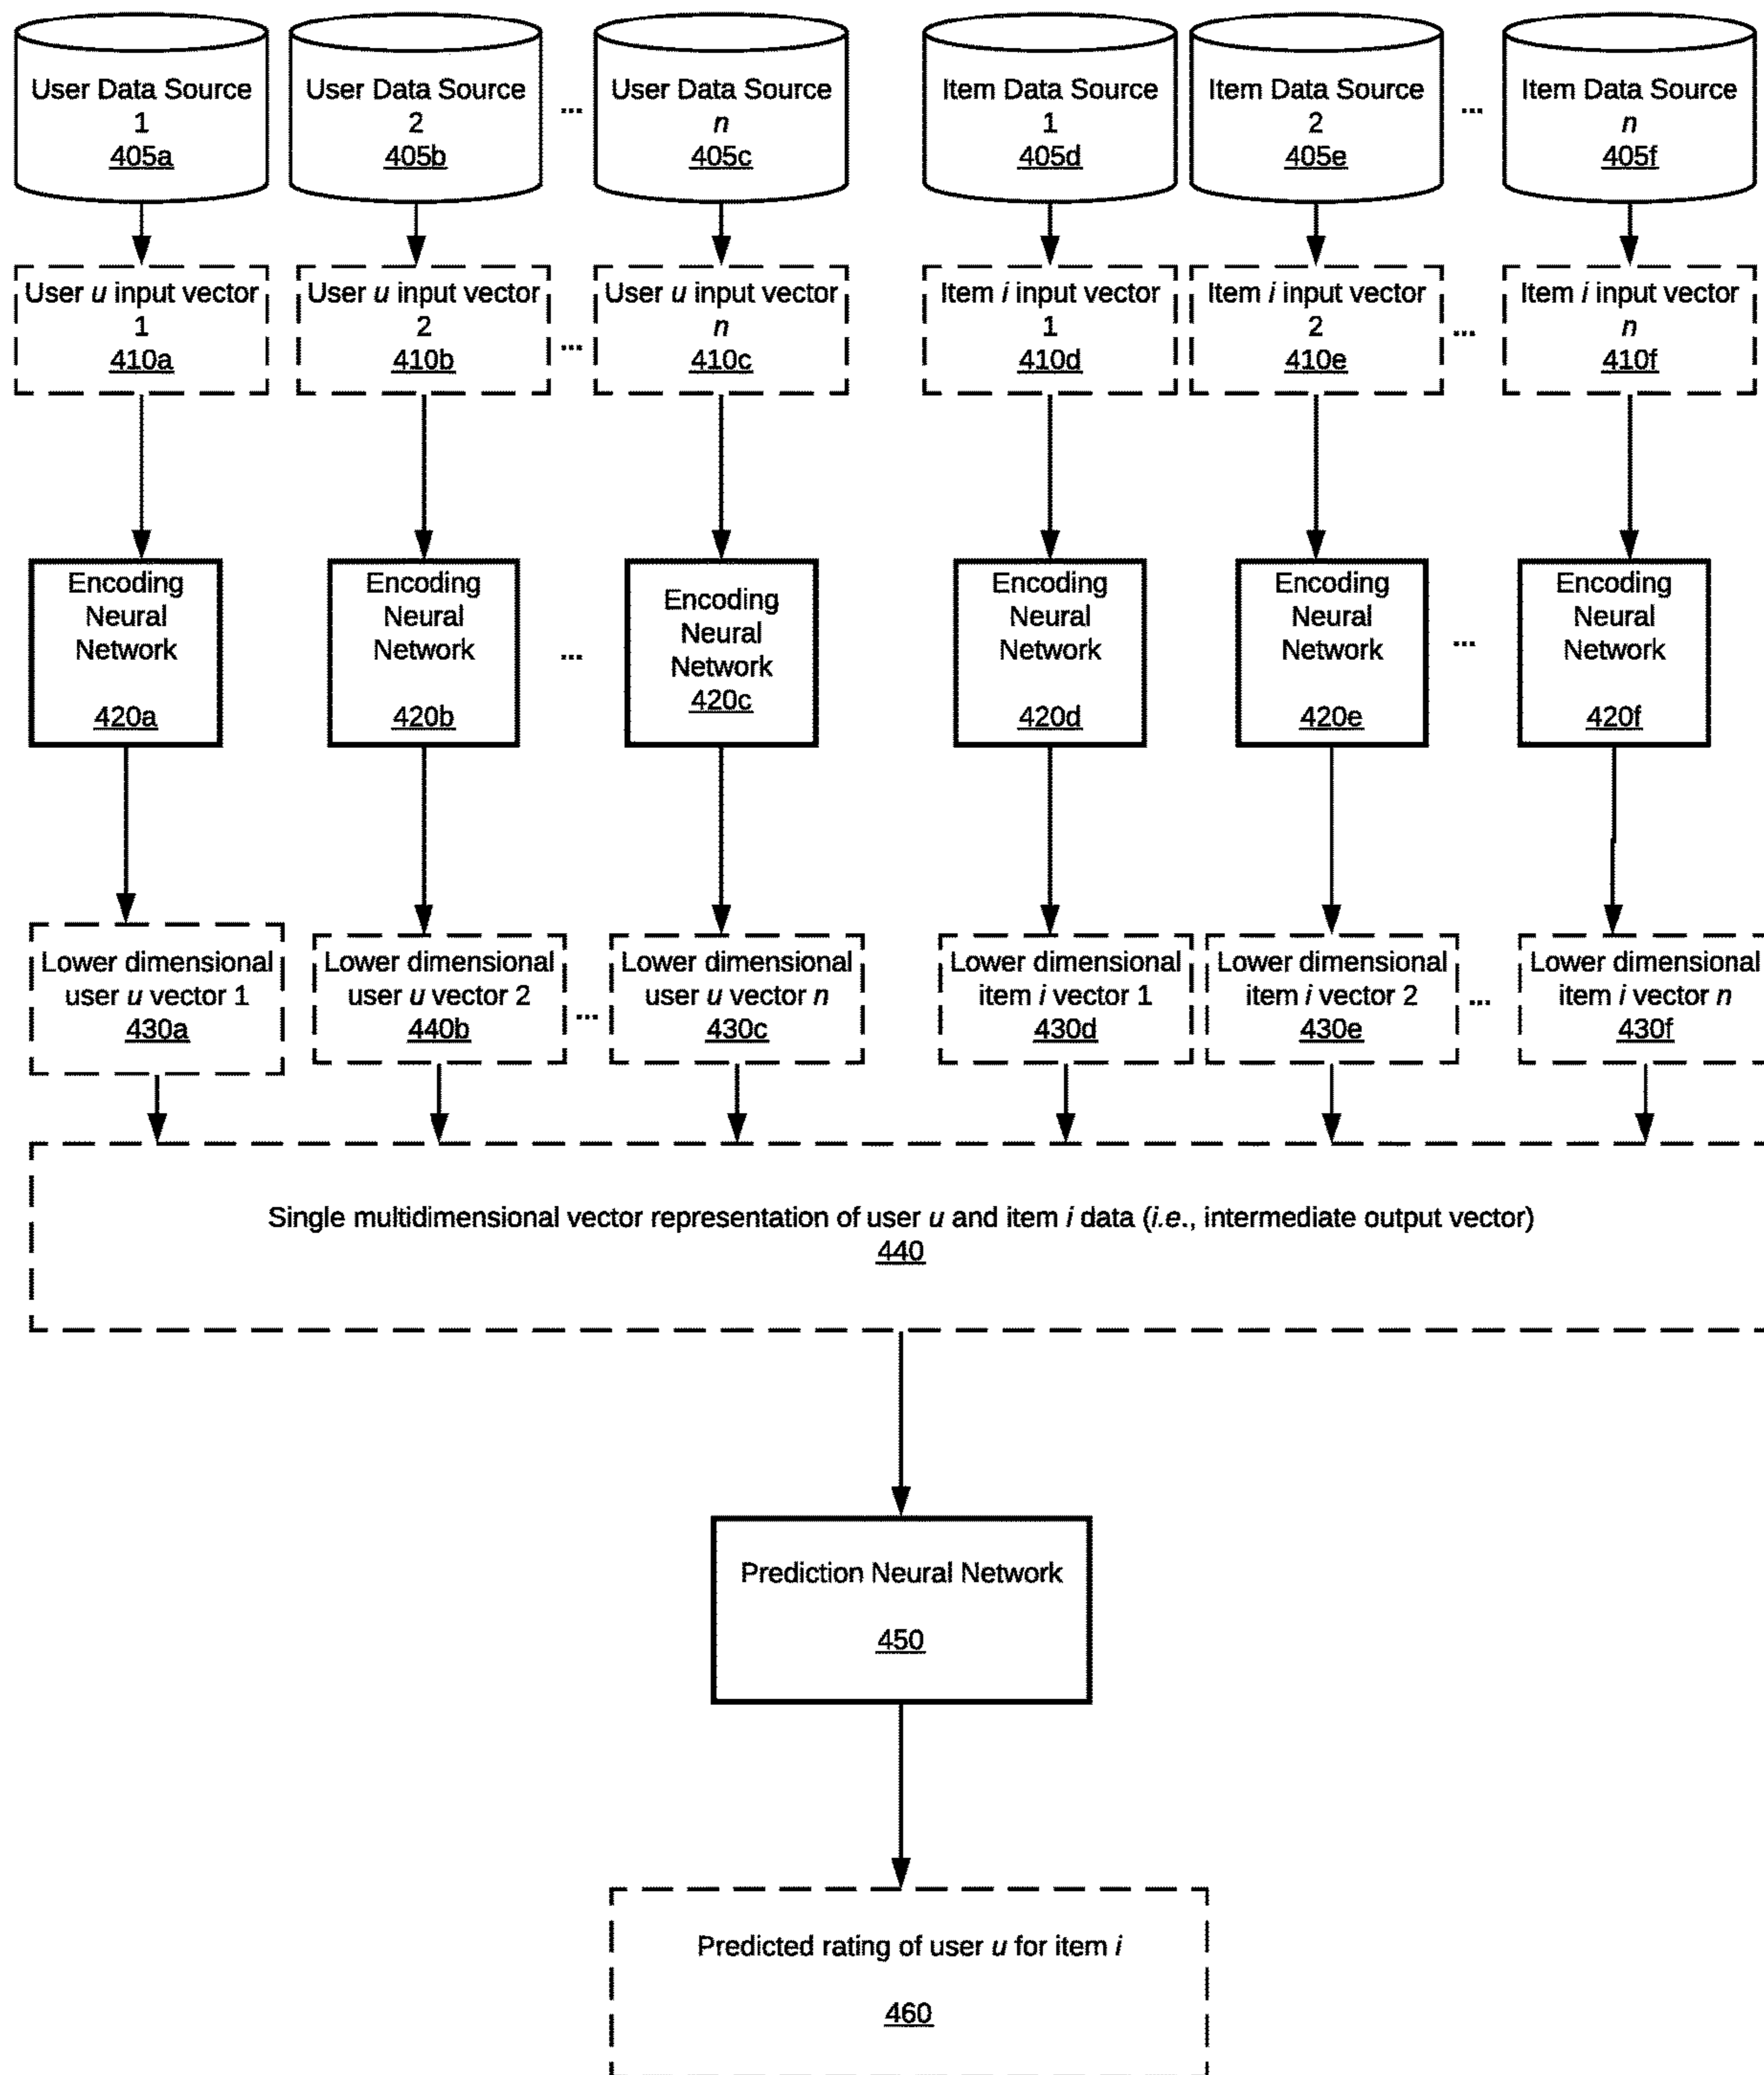 User Data Source
1
405a
User Data Source
2
405b
...
User Data Source
n
405c
Item Data Source
1
405d
Item Data Source
2
405e
...
Item Data Source
n
405f
User u input vector
1
410a
User u input vector
2
410b
...
User u input vector
n
410c
Item i input vector
1
410d
Item i input vector
2
410e
...
Item i input vector
n
410f
Encoding
Neural
Network
420a
Encoding
Neural
Network
420b
...
Encoding
Neural
Network
420c
Encoding
Neural
Network
420d
Encoding
Neural
Network
420e
...
Encoding
Neural
Network
420f
Lower dimensional
user u vector 1
430a
Lower dimensional
user u vector 2
440b
...
Lower dimensional
user u vector n
430c
Lower dimensional
item i vector 1
430d
Lower dimensional
item i vector 2
430e
...
Lower dimensional
item i vector n
430f
Single multidimensional vector representation of user u and item i data (i.e., intermediate output vector)
440
Prediction Neural Network
450
Predicted rating of user u for item i
460